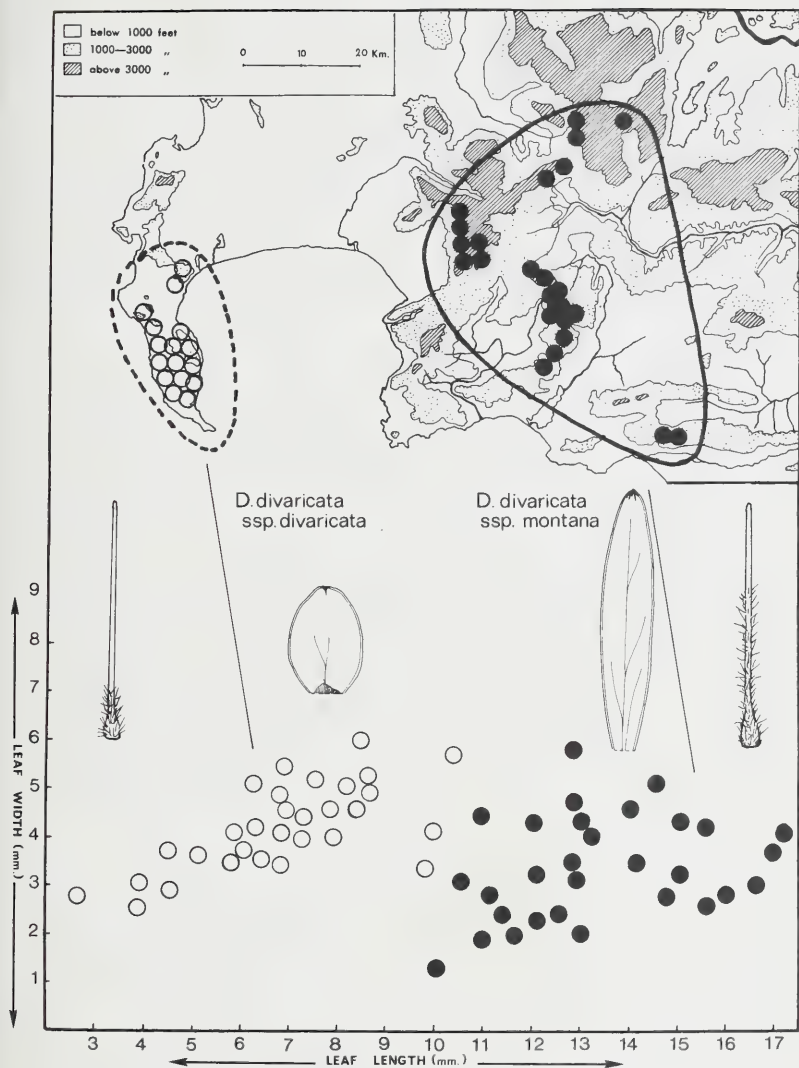 below 1000 feet
1000—3000 „
above 3000 „
0 10 20 Km.
D. divaricata
ssp. divaricata
D. divaricata
ssp. montana
9
8
7
6
5
4
3
2
1
LEAF WIDTH (mm.)
3 4 5 6 7 8 9 10 11 12 13 14 15 16 17
LEAF LENGTH (mm.)